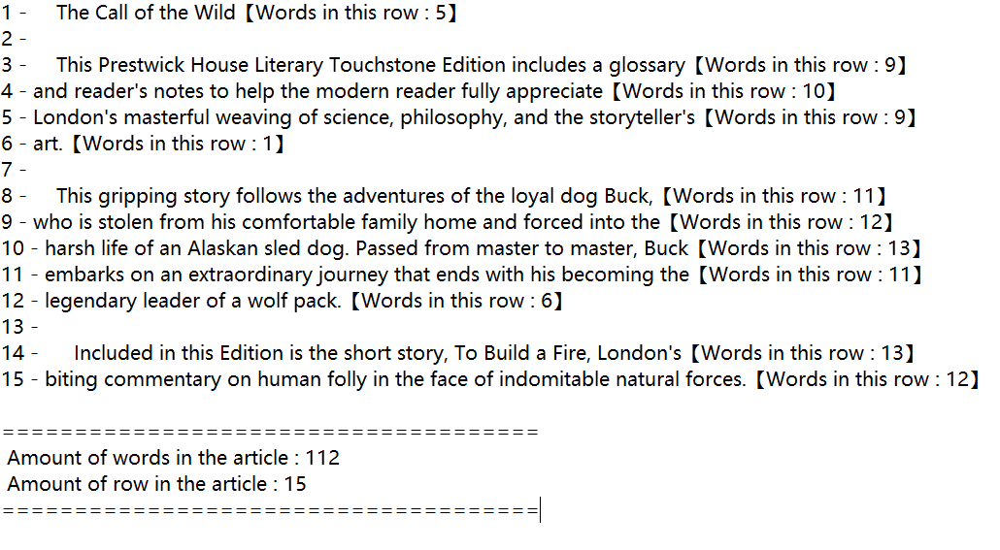 1 -     The Call of the Wild【Words in this row : 5】
2 -
3 -     This Prestwick House Literary Touchstone Edition includes a glossary【Words in this row : 9】
4 - and reader's notes to help the modern reader fully appreciate【Words in this row : 10】
5 - London's masterful weaving of science, philosophy, and the storyteller's【Words in this row : 9】
6 - art.【Words in this row : 1】
7 -
8 -     This gripping story follows the adventures of the loyal dog Buck,【Words in this row : 11】
9 - who is stolen from his comfortable family home and forced into the【Words in this row : 12】
10 - harsh life of an Alaskan sled dog. Passed from master to master, Buck【Words in this row : 13】
11 - embarks on an extraordinary journey that ends with his becoming the【Words in this row : 11】
12 - legendary leader of a wolf pack.【Words in this row : 6】
13 -
14 -     Included in this Edition is the short story, To Build a Fire, London's【Words in this row : 13】
15 - biting commentary on human folly in the face of indomitable natural forces.【Words in this row : 12】
=====================================
Amount of words in the article : 112
Amount of row in the article : 15
=====================================